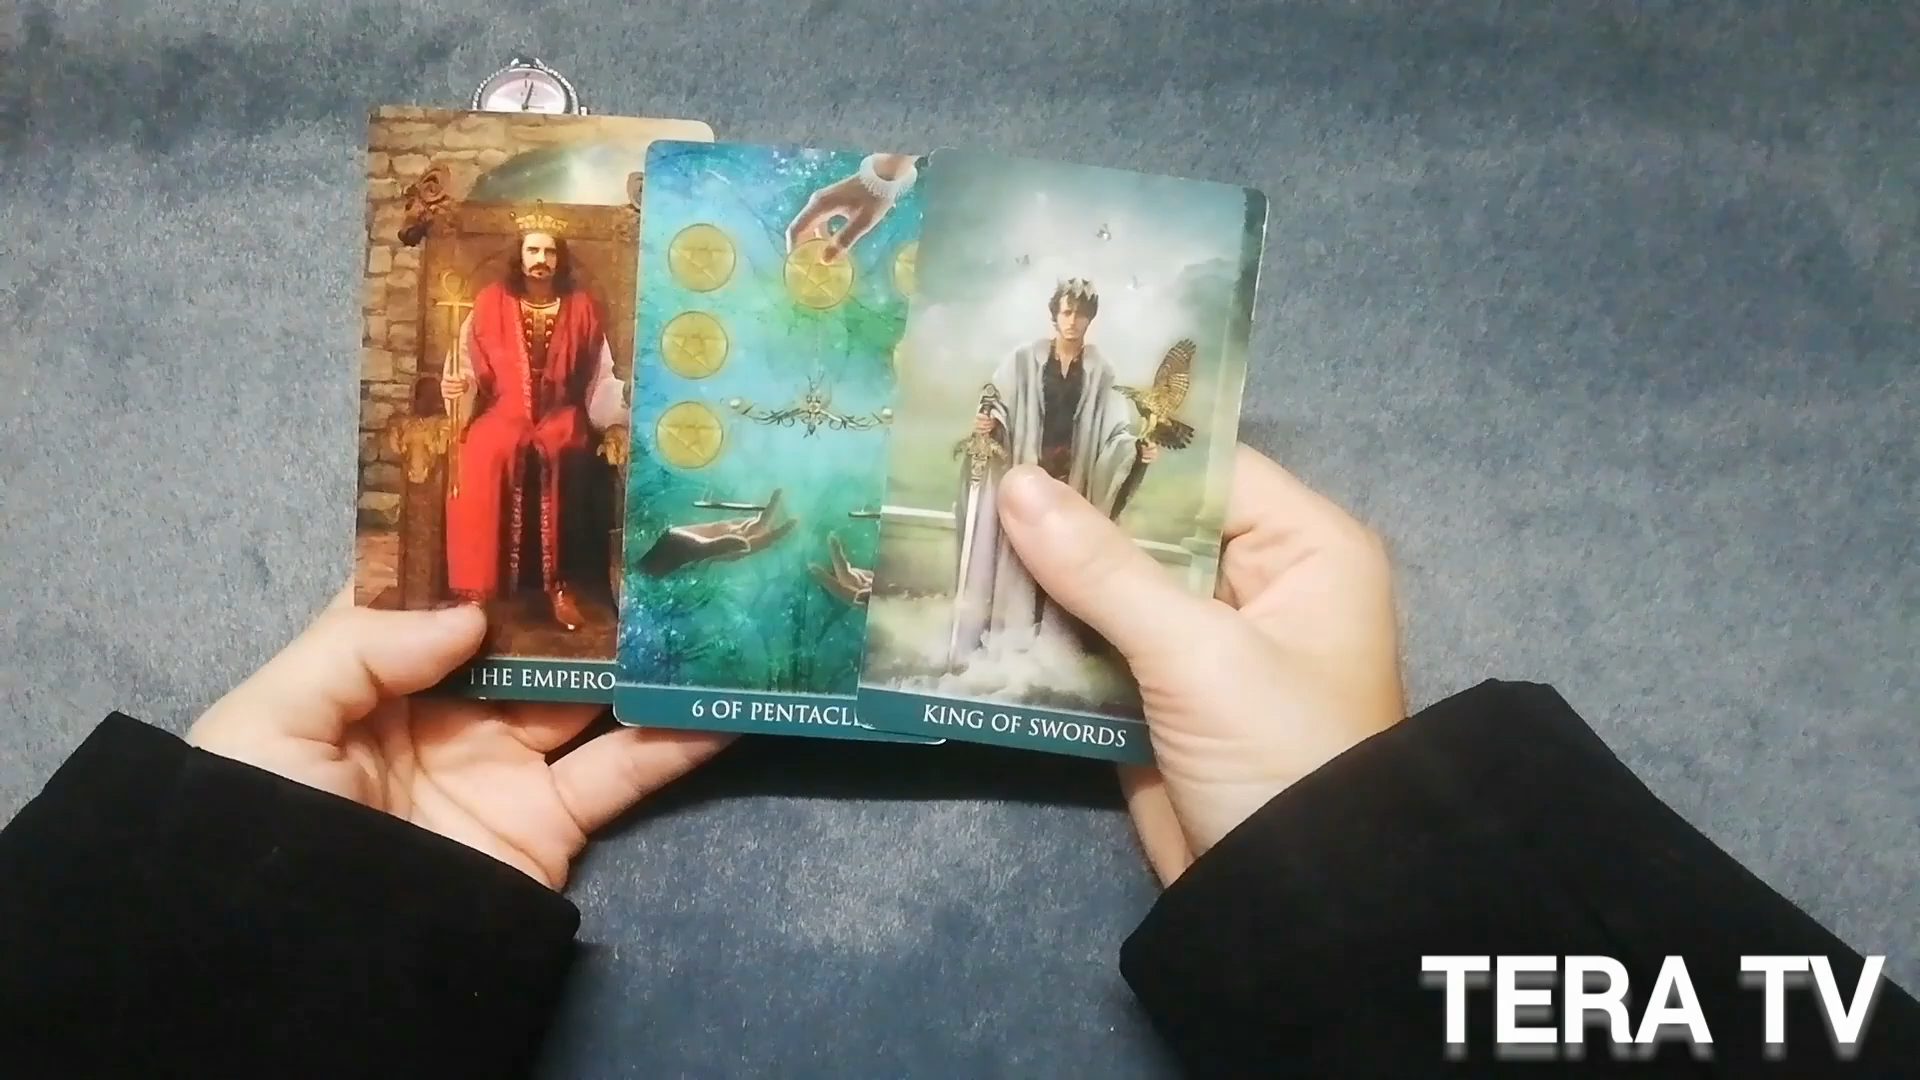 THE EMPERO
6 OF PENTACL
KING OF SWORDS
TERA TV